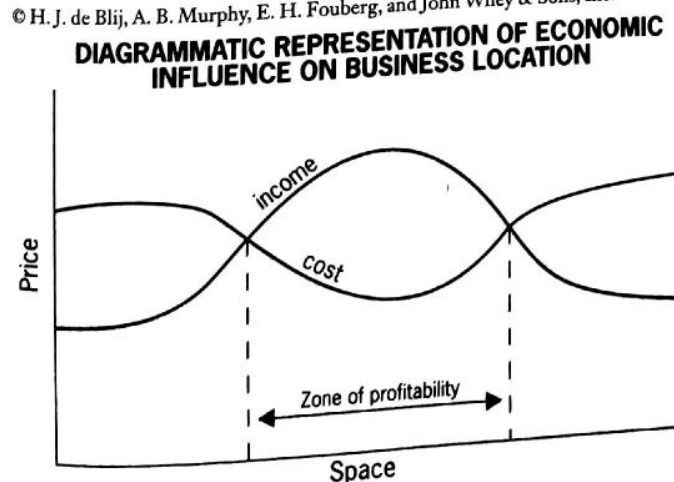 © H. J. de Blij, A. B. Murphy, E. H. Fouberg, and John Wiley & Sons,
DIAGRAMMATIC REPRESENTATION OF ECONOMIC
INFLUENCE ON BUSINESS LOCATION
income
cost
Price
Zone of profitability
Space